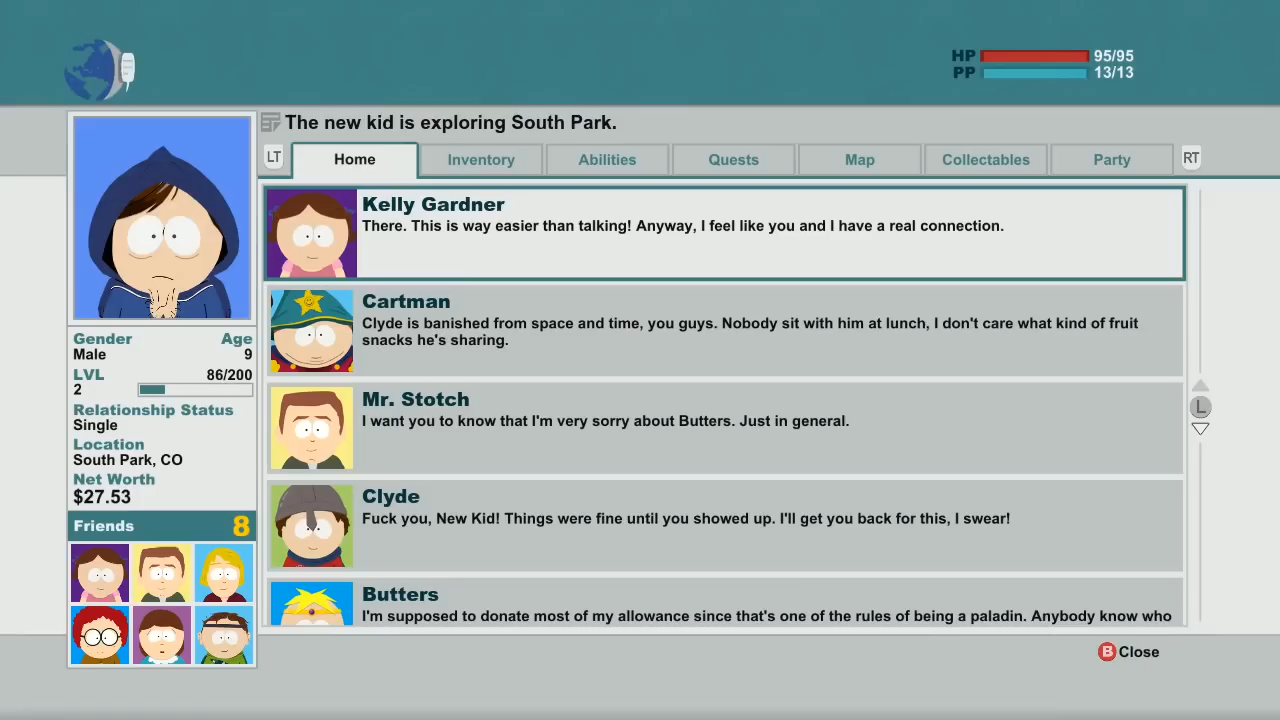 HP 95/95
PP 13/13
The new kid is exploring South Park.
LT Home Inventory Abilities Quests Map Collectables Party RT
Gender Age
Male 9
LVL 86/200
2
Relationship Status
Single
Location
South Park, CO
Net Worth
$27.53
Friends 8
Kelly Gardner
There. This is way easier than talking! Anyway, I feel like you and I have a real connection.
Cartman
Clyde is banished from space and time, you guys. Nobody sit with him at lunch, I don't care what kind of fruit
snacks he's sharing.
Mr. Stotch
I want you to know that I'm very sorry about Butters. Just in general.
Clyde
Fuck you, New Kid! Things were fine until you showed up. I'll get you back for this, I swear!
Butters
I'm supposed to donate most of my allowance since that's one of the rules of being a paladin. Anybody know who
L
B Close